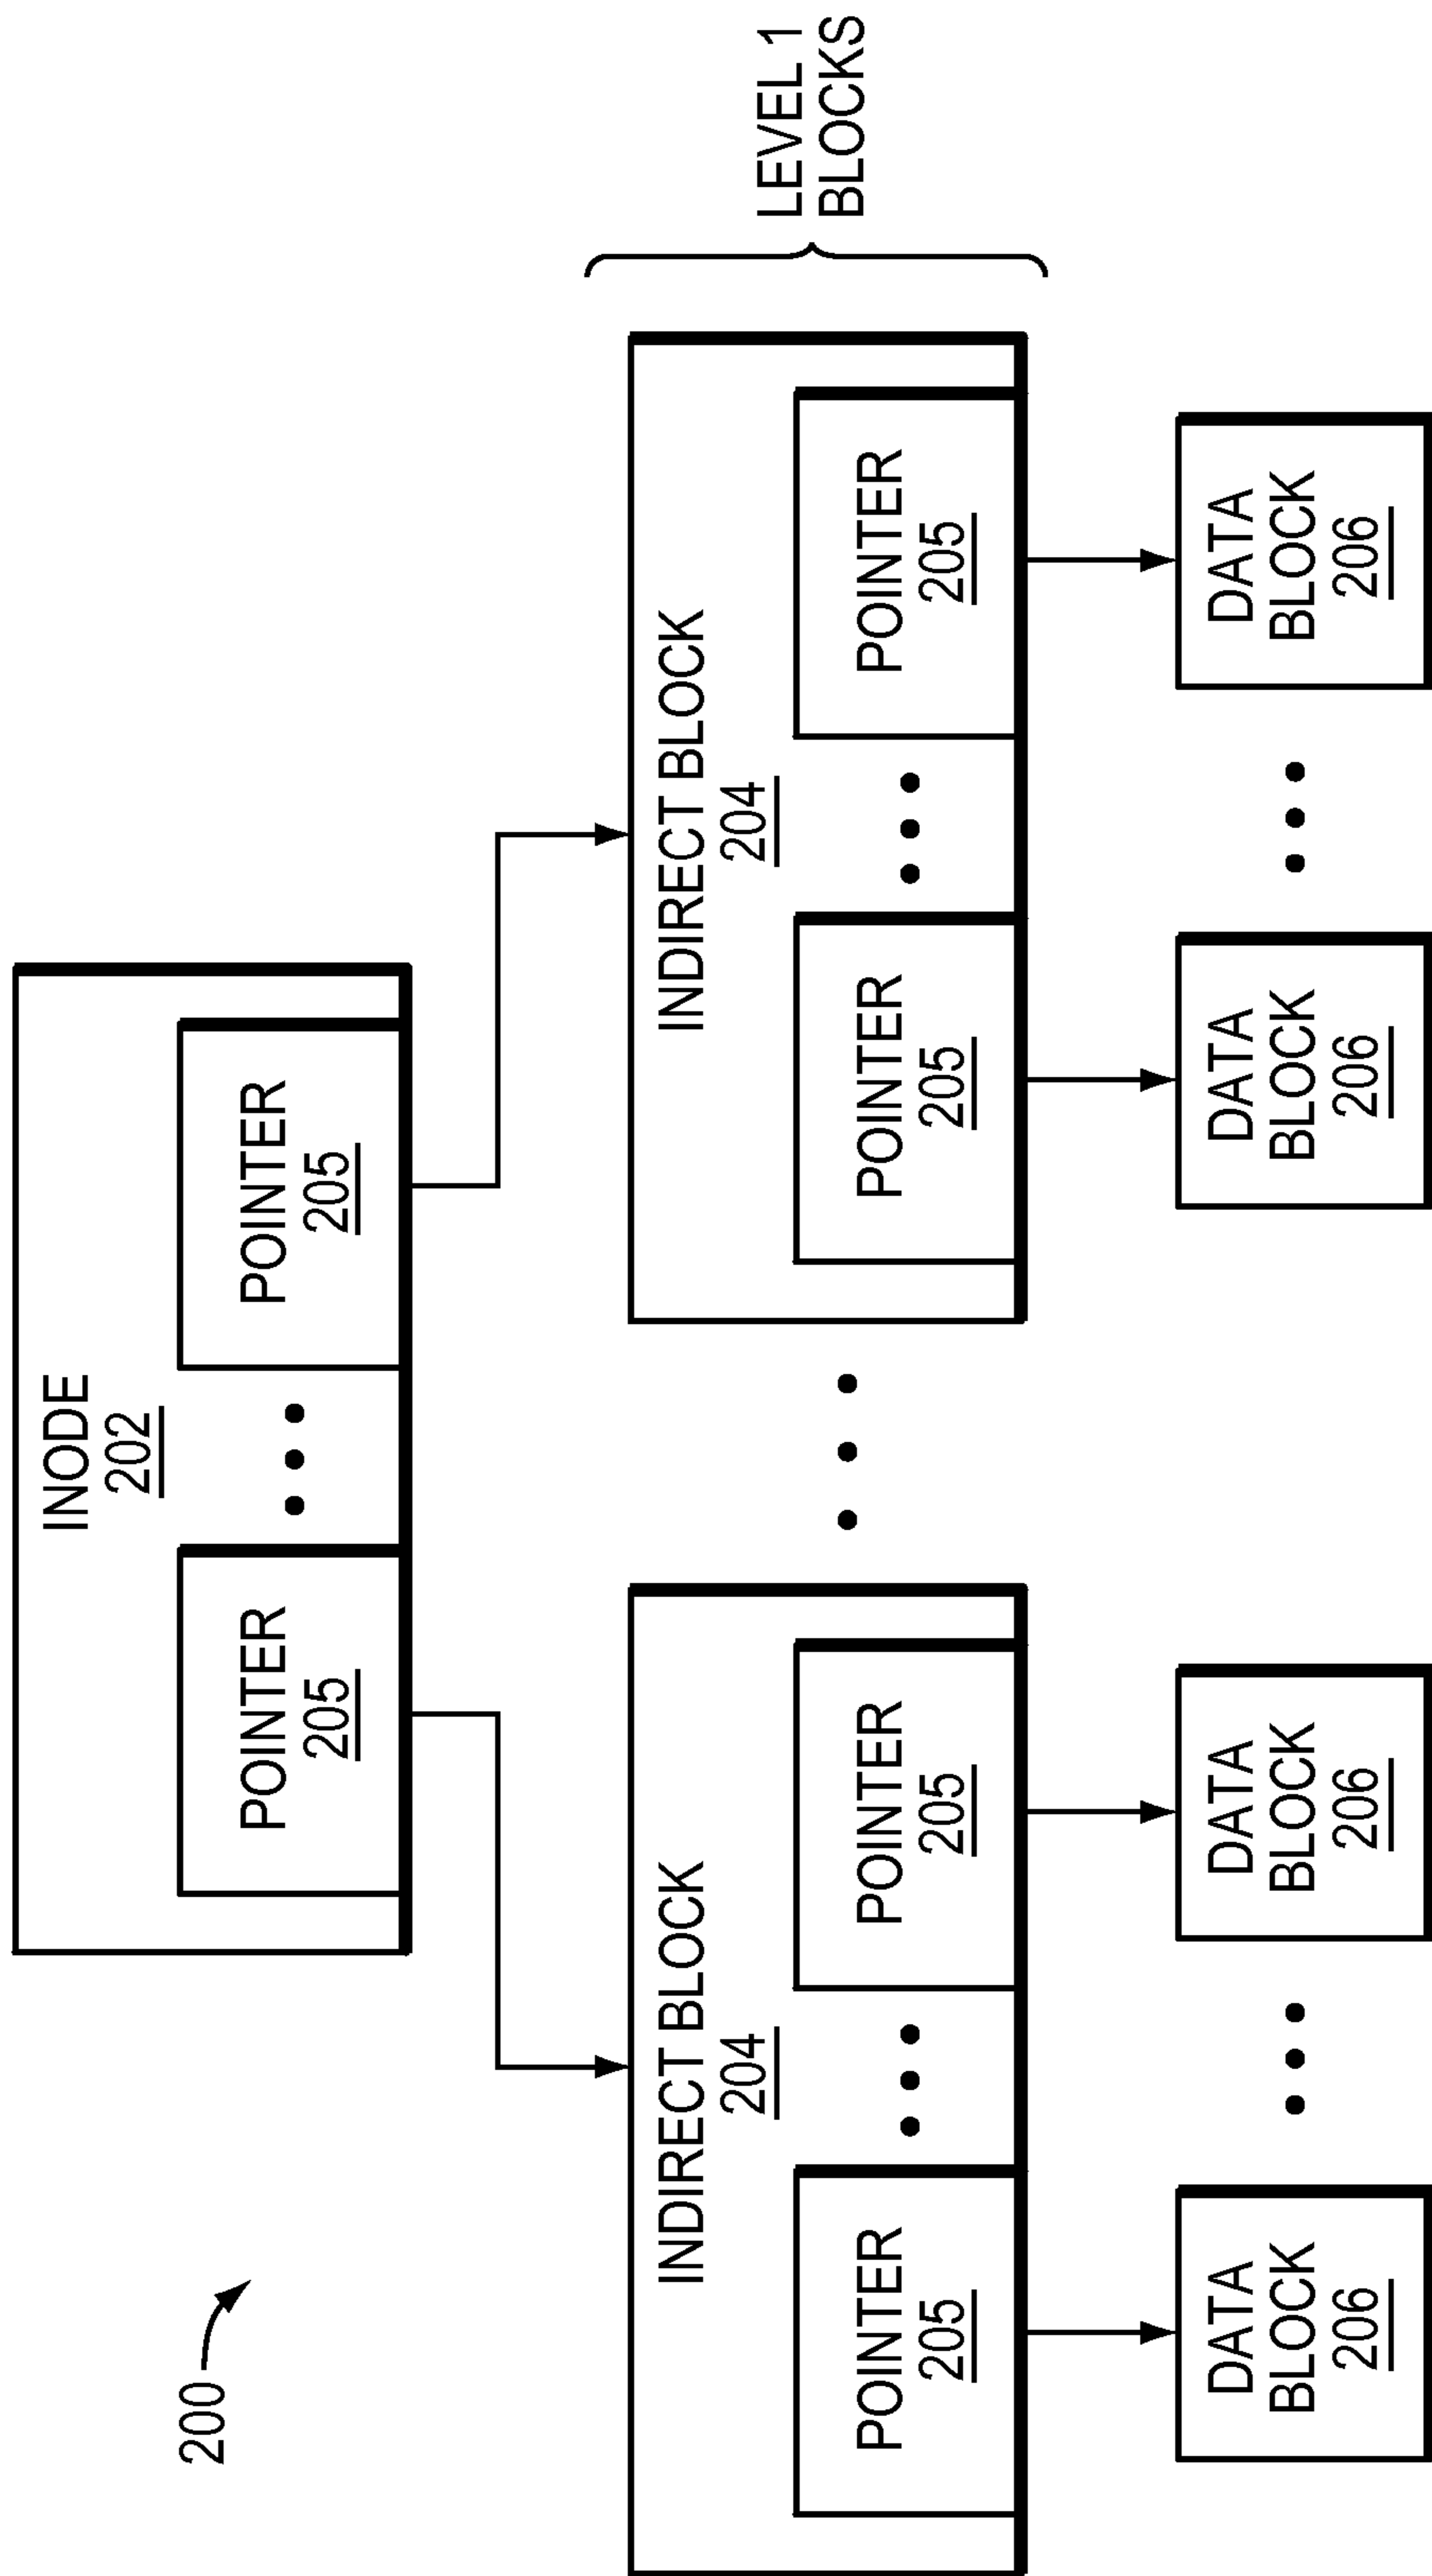 200
INODE
202
POINTER
205
POINTER
205
LEVEL 1
BLOCKS
INDIRECT BLOCK
204
POINTER
205
POINTER
205
INDIRECT BLOCK
204
POINTER
205
POINTER
205
DATA
BLOCK
206
DATA
BLOCK
206
DATA
BLOCK
206
DATA
BLOCK
206